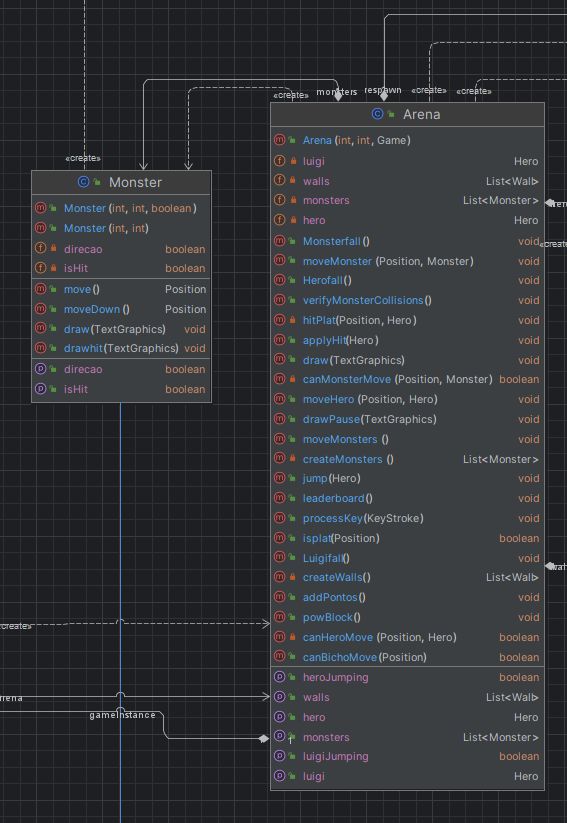 monsters
respawn
«create»
«create»
«create»
Arena
Arena(int, int, Game)
luigi Hero
walls List<Wall>
monsters List<Monster>
hero Hero
Monsterfall() void
moveMonster(Position, Monster) void
Herofall() void
verifyMonsterCollisions() void
hitPlat(Position, Hero) void
applyHit(Hero) void
draw(TextGraphics) void
canMonsterMove(Position, Monster) boolean
moveHero(Position, Hero) void
drawPause(TextGraphics) void
moveMonsters() void
createMonsters() List<Monster>
jump(Hero) void
leaderboard() void
processKey(KeyStroke) void
isplat(Position) boolean
Luigifall() void
createWalls() List<Wall>
addPontos() void
powBlock() void
canHeroMove(Position, Hero) boolean
canBichoMove(Position) boolean
heroJumping boolean
walls List<Wall>
hero Hero
monsters List<Monster>
luigiJumping boolean
luigi Hero
«create»
Monster
Monster(int, int, boolean)
Monster(int, int)
direcao boolean
isHit boolean
move() Position
moveDown() Position
draw(TextGraphics) void
drawhit(TextGraphics) void
direcao boolean
isHit boolean
«create
create»
arena
gameInstance